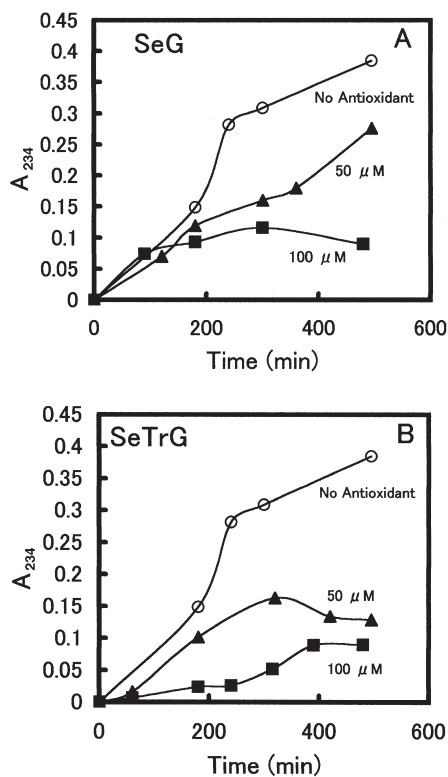 SeG
A
0.45
0.4
0.35
0.3
0.25
0.2
0.15
0.1
0.05
0
A234
No Antioxidant
50 μM
100 μM
0 200 400 600
Time (min)
SeTrG
B
0.45
0.4
0.35
0.3
0.25
0.2
0.15
0.1
0.05
0
A234
No Antioxidant
50 μM
100 μM
0 200 400 600
Time (min)